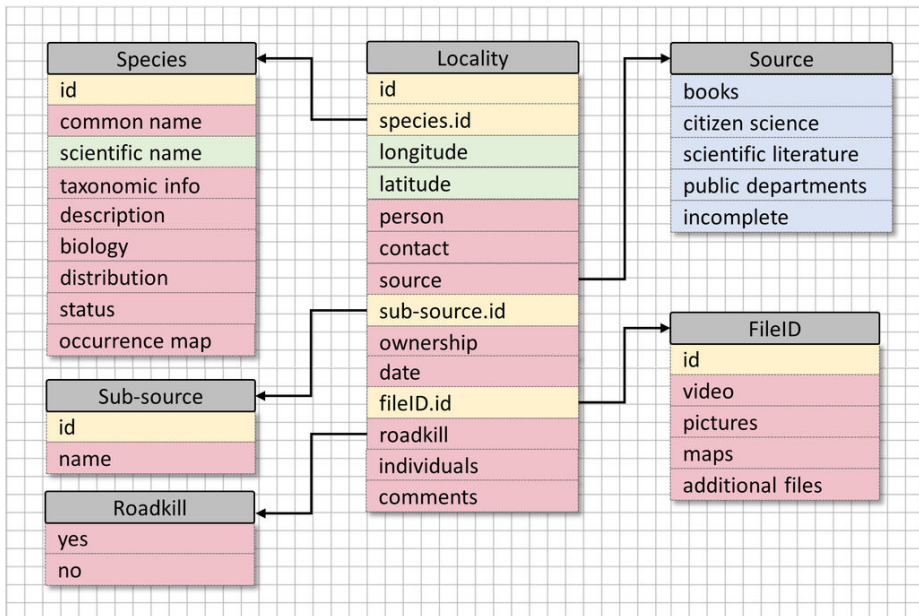 Species
id
common name
scientific name
taxonomic info
description
biology
distribution
status
occurrence map
Sub-source
id
name
Roadkill
yes
no
Locality
id
species.id
longitude
latitude
person
contact
source
sub-source.id
ownership
date
fileID.id
roadkill
individuals
comments
Source
books
citizen science
scientific literature
public departments
incomplete
FileID
id
video
pictures
maps
additional files